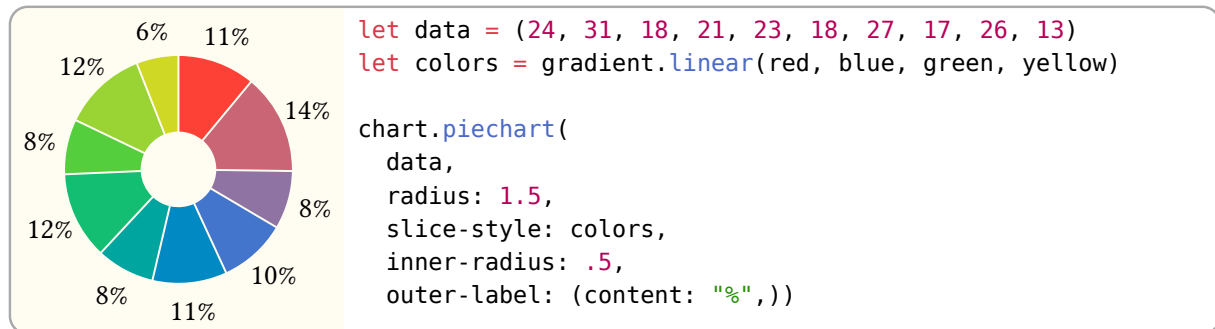 6%
11%
12%
14%
8%
8%
12%
10%
8%
11%
let data = (24, 31, 18, 21, 23, 18, 27, 17, 26, 13)
let colors = gradient.linear(red, blue, green, yellow)
chart.piechart(
  data,
  radius: 1.5,
  slice-style: colors,
  inner-radius: .5,
  outer-label: (content: "%",))